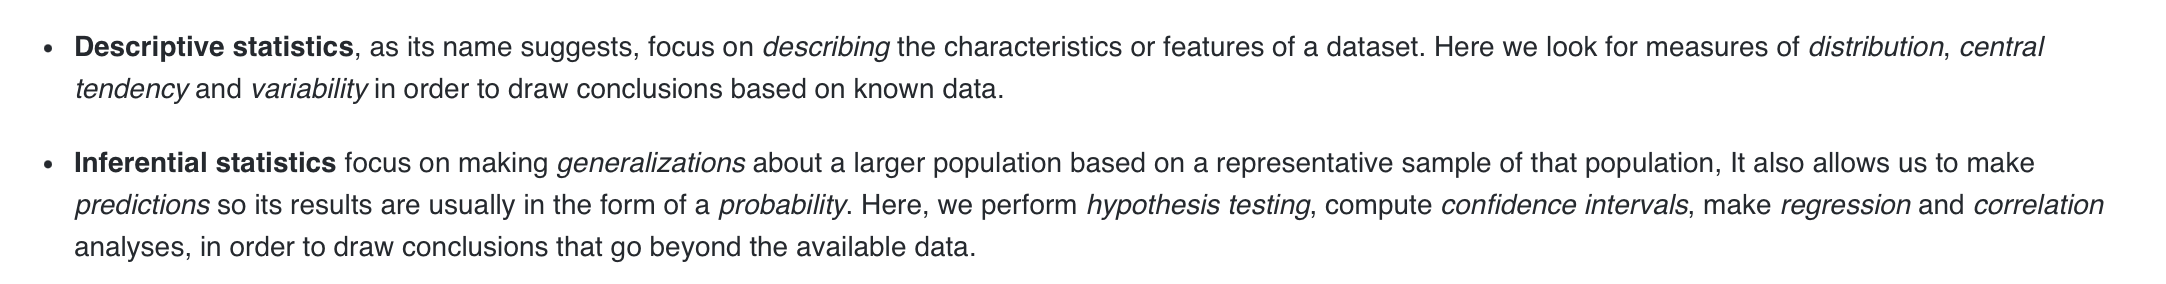 • Descriptive statistics, as its name suggests, focus on describing the characteristics or features of a dataset. Here we look for measures of distribution, central
tendency and variability in order to draw conclusions based on known data.
• Inferential statistics focus on making generalizations about a larger population based on a representative sample of that population, It also allows us to make
predictions so its results are usually in the form of a probability. Here, we perform hypothesis testing, compute confidence intervals, make regression and correlation
analyses, in order to draw conclusions that go beyond the available data.